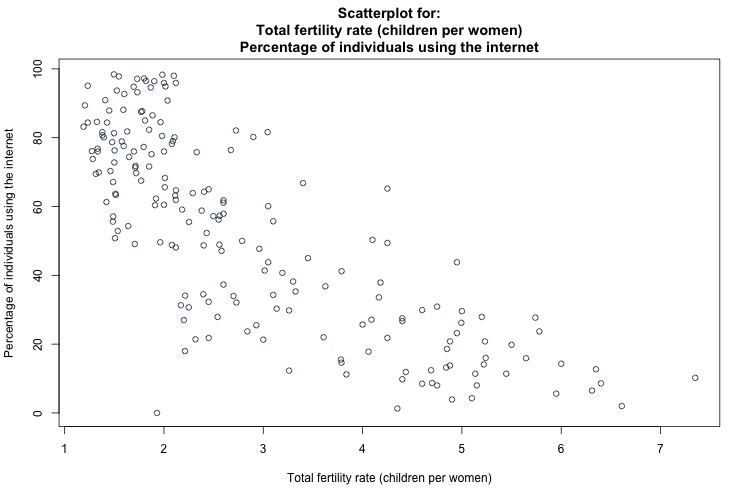 Scatterplot for:
Total fertility rate (children per women)
Percentage of individuals using the internet
Percentage of individuals using the internet
100
80
60
40
20
0
1 2 3 4 5 6 7
Total fertility rate (children per women)